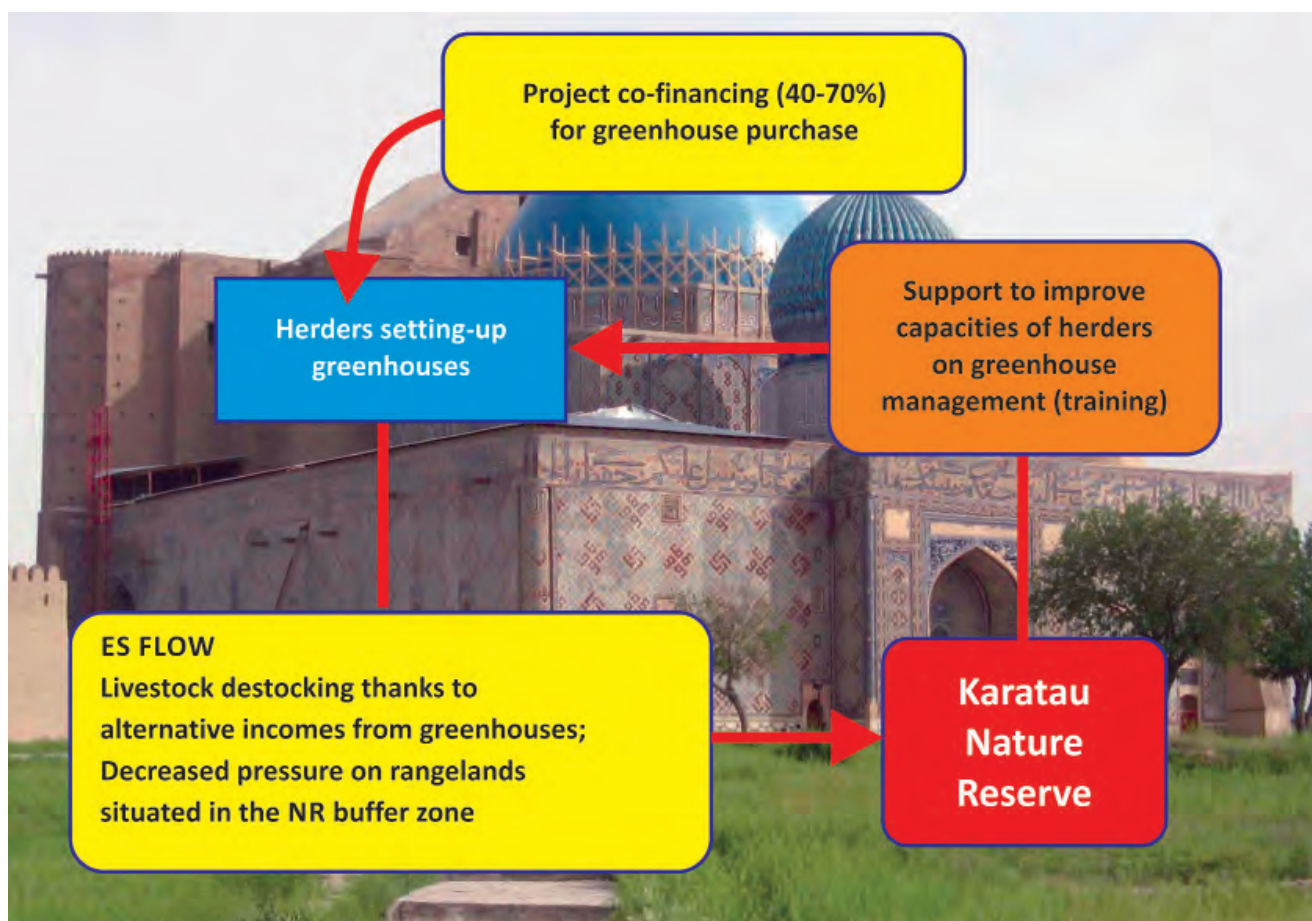 Project co-financing (40-70%)
for greenhouse purchase
Herders setting-up
greenhouses
Support to improve
capacities of herders
on greenhouse
management (training)
ES FLOW
Livestock destocking thanks to
alternative incomes from greenhouses;
Decreased pressure on rangelands
situated in the NR buffer zone
Karatau
Nature
Reserve